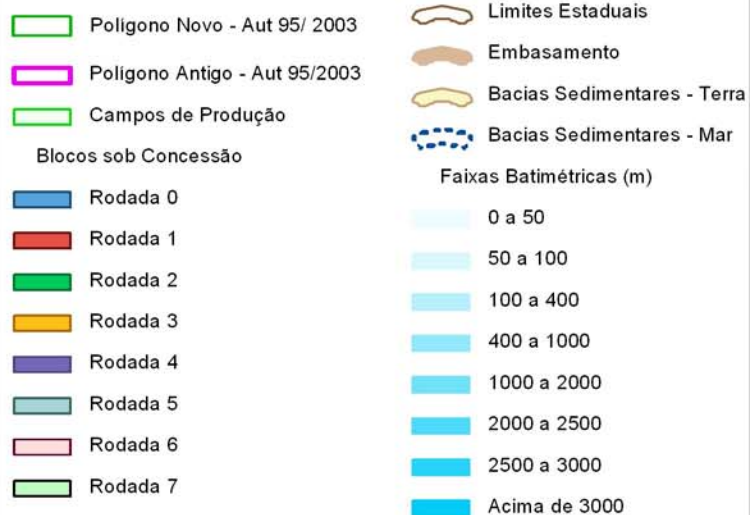 Polígono Novo - Aut 95/ 2003
Polígono Antigo - Aut 95/2003
Campos de Produção
Blocos sob Concessão
Rodada 0
Rodada 1
Rodada 2
Rodada 3
Rodada 4
Rodada 5
Rodada 6
Rodada 7
Limites Estaduais
Embasamento
Bacias Sedimentares - Terra
Bacias Sedimentares - Mar
Faixas Batimétricas (m)
0 a 50
50 a 100
100 a 400
400 a 1000
1000 a 2000
2000 a 2500
2500 a 3000
Acima de 3000